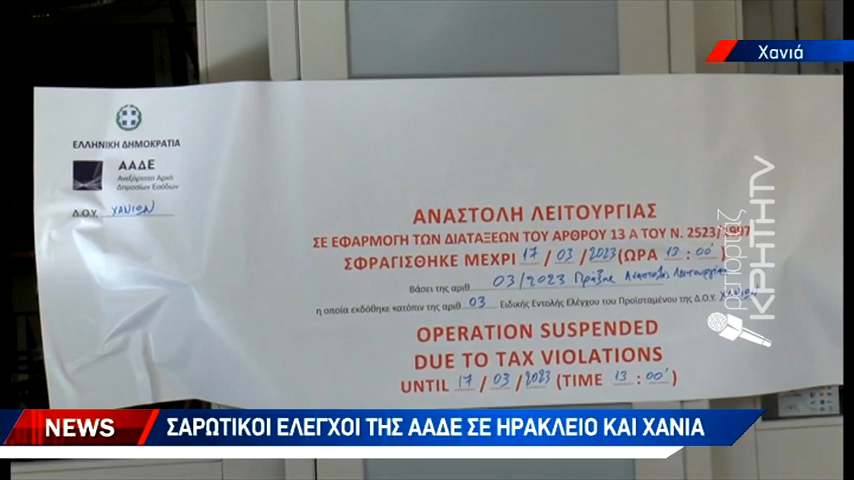 Χανιά
ΕΛΛΗΝΙΚΗ ΔΗΜΟΚΡΑΤΙΑ
ΑΑΔΕ
Ανεξάρτητη Αρχή
Δημοσίων Εσόδων
Δ.Ο.Υ. ΧΑΝΙΩΝ
ΑΝΑΣΤΟΛΗ ΛΕΙΤΟΥΡΓΙΑΣ
ΣΕ ΕΦΑΡΜΟΓΗ ΤΩΝ ΔΙΑΤΑΞΕΩΝ ΤΟΥ ΑΡΘΡΟΥ 13 Α ΤΟΥ Ν. 2523/1997
ΣΦΡΑΓΙΣΘΗΚΕ ΜΕΧΡΙ 17 / 03 / 2023 (ΩΡΑ 13 : 00')
Βάσει της αριθ 03/2023 Πράξης Αναστολής Λειτουργίας
η οποία εκδόθηκε κατόπιν της αριθ 03 Ειδικής Εντολής Ελέγχου του Προϊσταμένου της Δ.Ο.Υ. ΧΑΝΙΩΝ
OPERATION SUSPENDED
DUE TO TAX VIOLATIONS
UNTIL 17 / 03 / 2023 (TIME 13 : 00')
ρεπορτάζ
ΚΡΗΤΗTV
NEWS ΣΑΡΩΤΙΚΟΙ ΕΛΕΓΧΟΙ ΤΗΣ ΑΑΔΕ ΣΕ ΗΡΑΚΛΕΙΟ ΚΑΙ ΧΑΝΙΑ